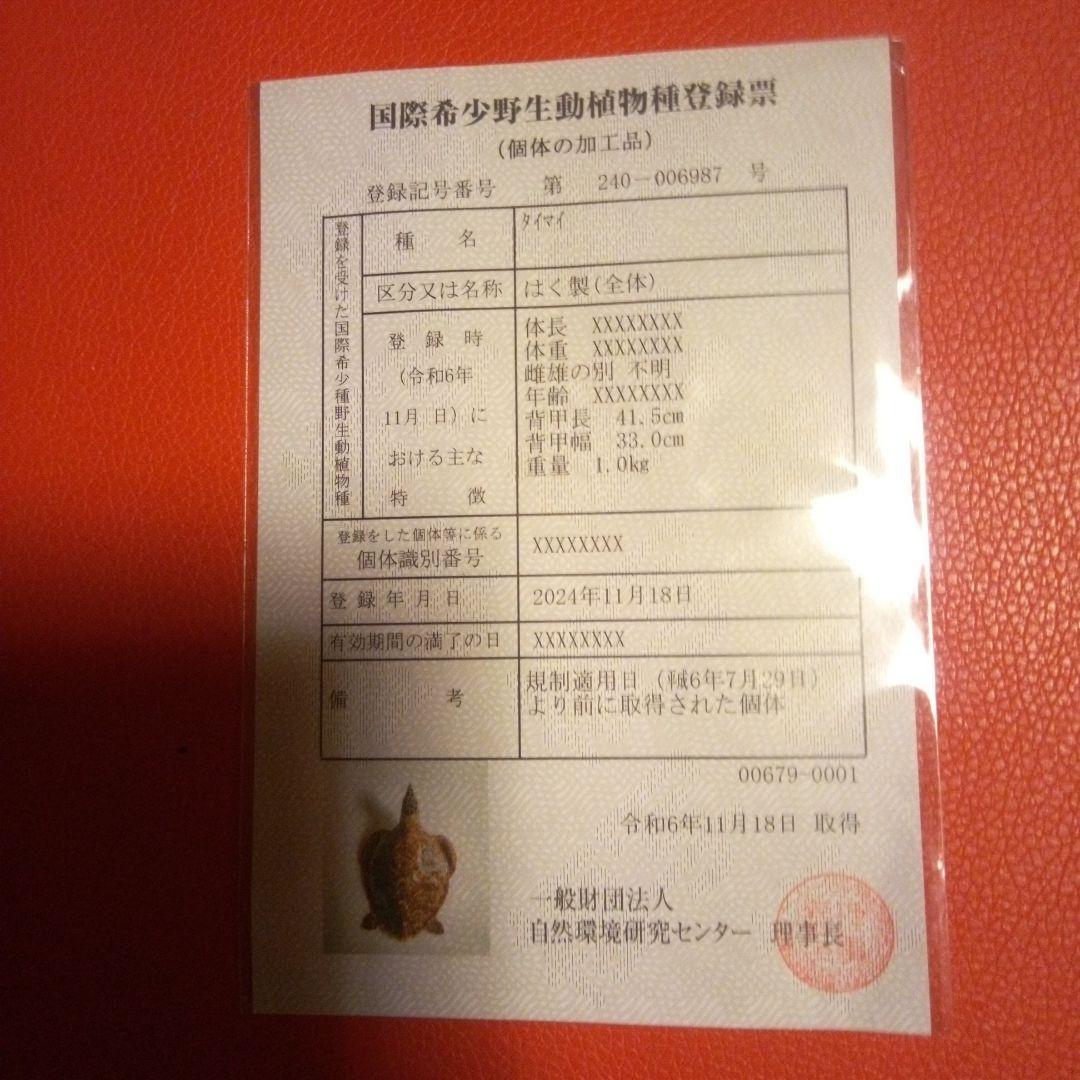 国際希少野生動植物種登録票
(個体の加工品)
登録記号番号 第 240-006987 号
登録を受けた国際希少種野生動植物種
種 名 ﾀｲﾏｲ
区分又は名称 はく製(全体)
登 録 時
(令和6年
11月 日) に
おける主な
特 徴
体長 XXXXXXXX
体重 XXXXXXXX
雌雄の別 不明
年齢 XXXXXXXX
背甲長 41.5cm
背甲幅 33.0cm
重量 1.0kg
登録をした個体等に係る
個体識別番号 XXXXXXXX
登 録 年 月 日 2024年11月18日
有効期間の満了の日 XXXXXXXX
備 考
規制適用日 (平成6年7月29日)
より前に取得された個体
00679-0001
令和6年11月18日 取得
一般財団法人
自然環境研究センター 理事長